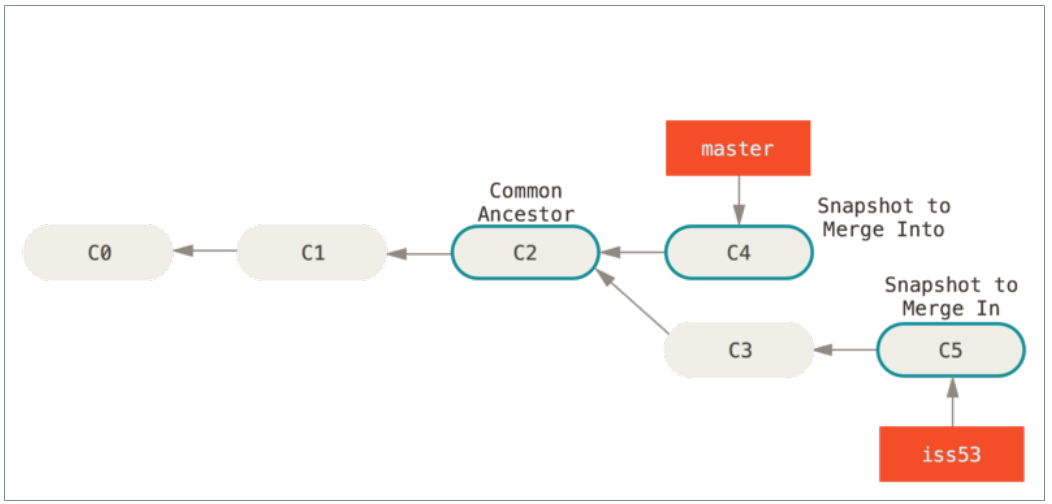 master
Common
Ancestor
Snapshot to
Merge Into
C0
C1
C2
C4
Snapshot to
Merge In
C3
C5
iss53